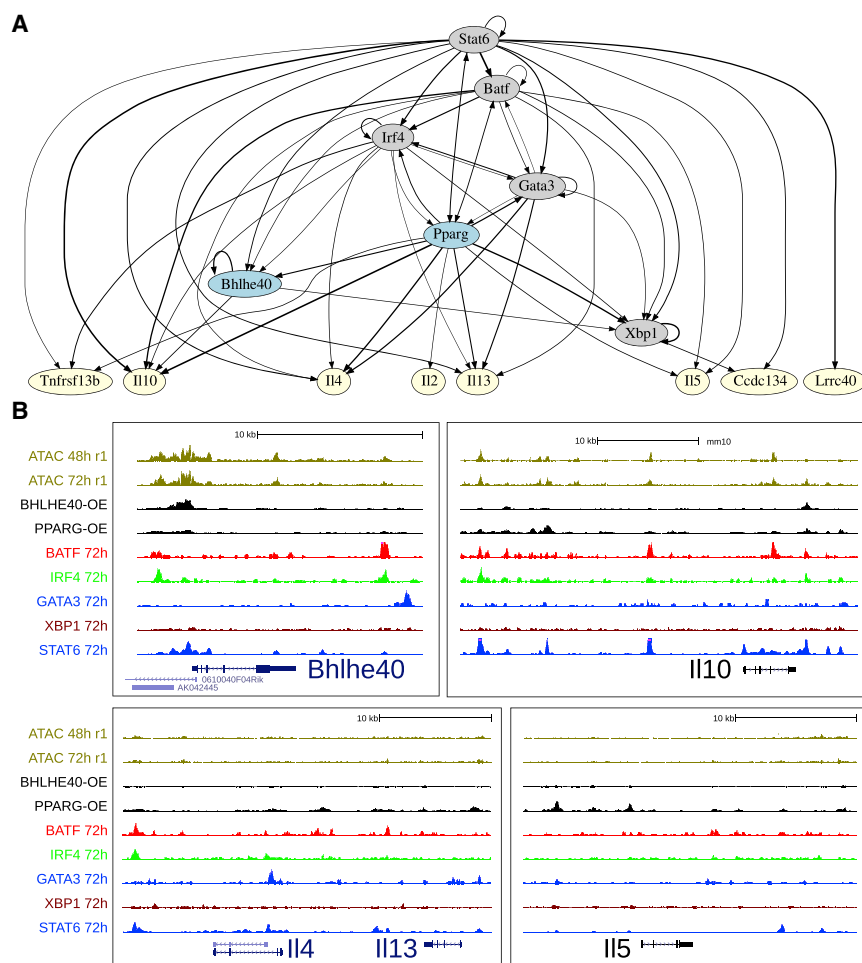 A
Stat6
Batf
Irf4
Gata3
Pparg
Bhlhe40
Xbp1
Tnfrsf13b Il10 Il4 Il2 Il13 Il5 Ccdc134 Lrrc40
B
10 kb
ATAC 48h r1
ATAC 72h r1
BHLHE40-OE
PPARG-OE
BATF 72h
IRF4 72h
GATA3 72h
XBP1 72h
STAT6 72h
Bhlhe40
0610040F04Rik
AK042445
10 kb mm10
Il10
10 kb
ATAC 48h r1
ATAC 72h r1
BHLHE40-OE
PPARG-OE
BATF 72h
IRF4 72h
GATA3 72h
XBP1 72h
STAT6 72h
Il4 Il13
10 kb
Il5